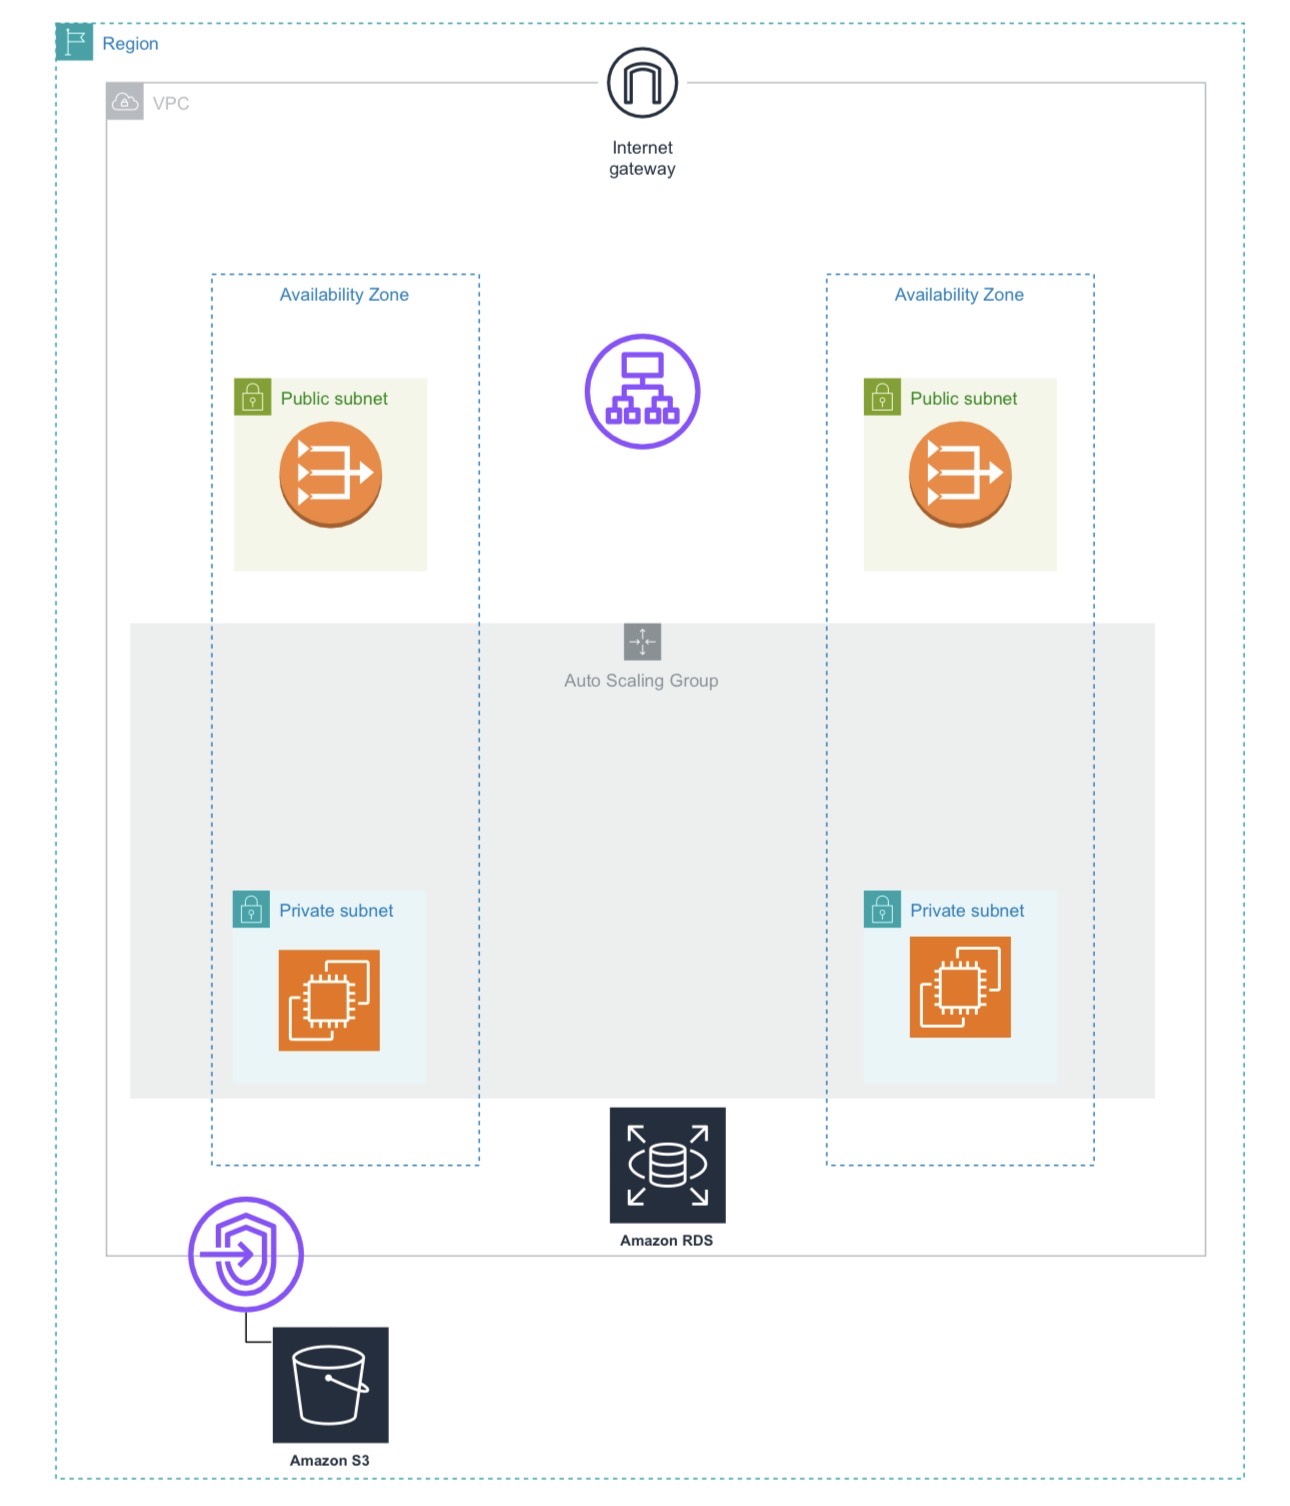 Region
VPC
Internet
gateway
Availability Zone
Availability Zone
Public subnet
Public subnet
Auto Scaling Group
Private subnet
Private subnet
Amazon RDS
Amazon S3